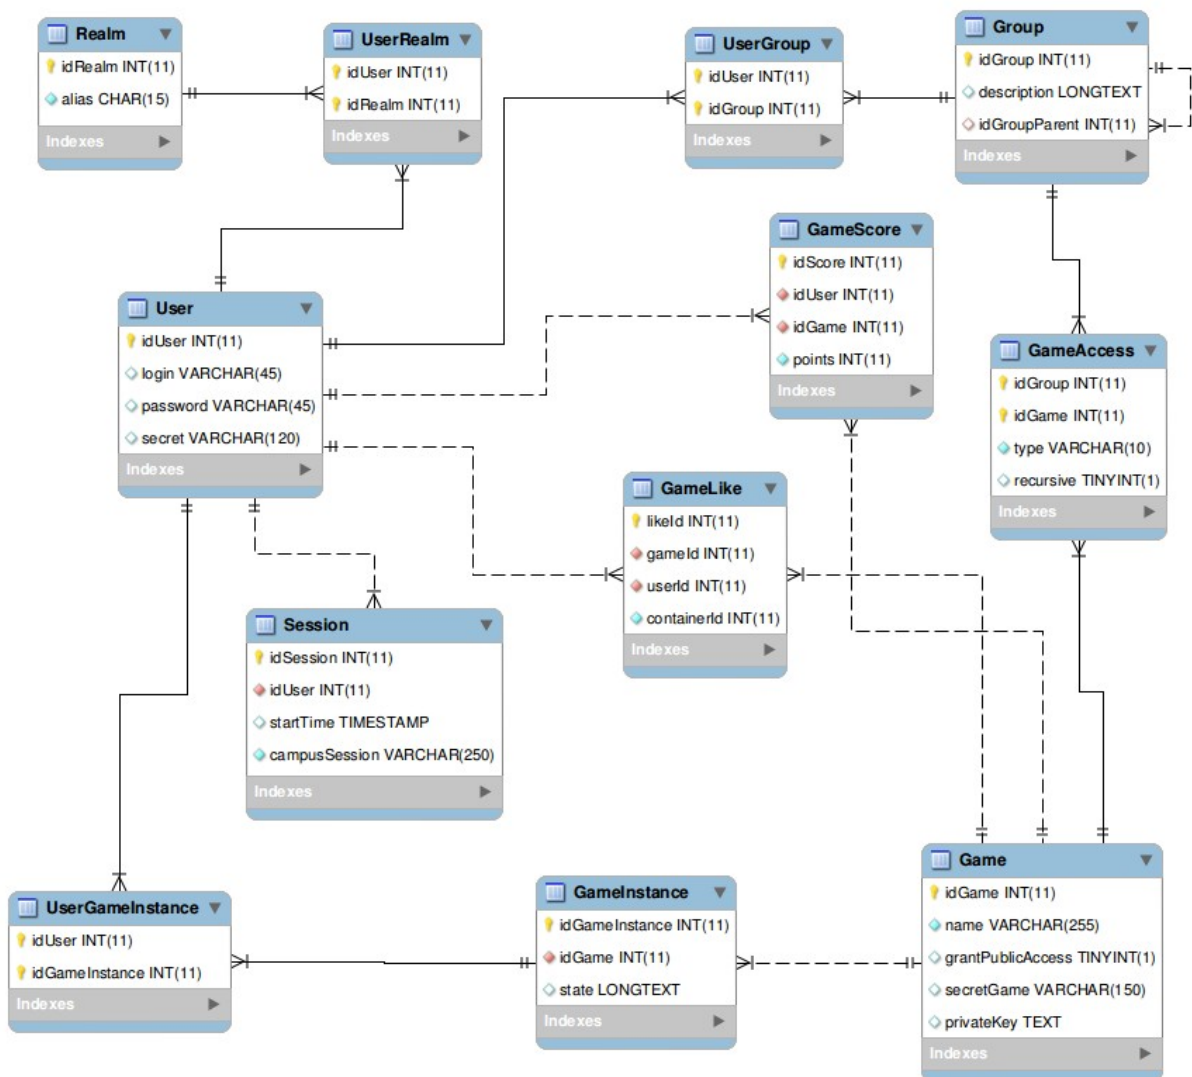 Realm
idRealm INT(11)
alias CHAR(15)
Indexes
UserRealm
idUser INT(11)
idRealm INT(11)
Indexes
UserGroup
idUser INT(11)
idGroup INT(11)
Indexes
Group
idGroup INT(11)
description LONGTEXT
idGroupParent INT(11)
Indexes
GameScore
idScore INT(11)
idUser INT(11)
idGame INT(11)
points INT(11)
Indexes
User
idUser INT(11)
login VARCHAR(45)
password VARCHAR(45)
secret VARCHAR(120)
Indexes
GameAccess
idGroup INT(11)
idGame INT(11)
type VARCHAR(10)
recursive TINYINT(1)
Indexes
GameLike
likeId INT(11)
gameId INT(11)
userId INT(11)
containerId INT(11)
Indexes
Session
idSession INT(11)
idUser INT(11)
startTime TIMESTAMP
campusSession VARCHAR(250)
Indexes
UserGameInstance
idUser INT(11)
idGameInstance INT(11)
Indexes
GameInstance
idGameInstance INT(11)
idGame INT(11)
state LONGTEXT
Indexes
Game
idGame INT(11)
name VARCHAR(255)
grantPublicAccess TINYINT(1)
secretGame VARCHAR(150)
privateKey TEXT
Indexes